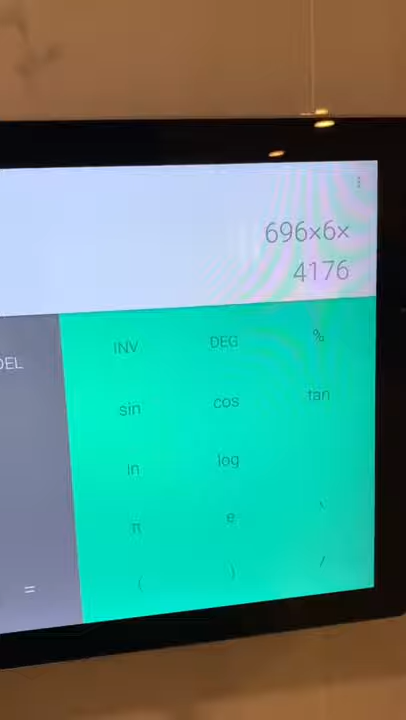 696×6×
4176
DEL
INV DEG %
sin cos tan
ln log
π e
= ( )